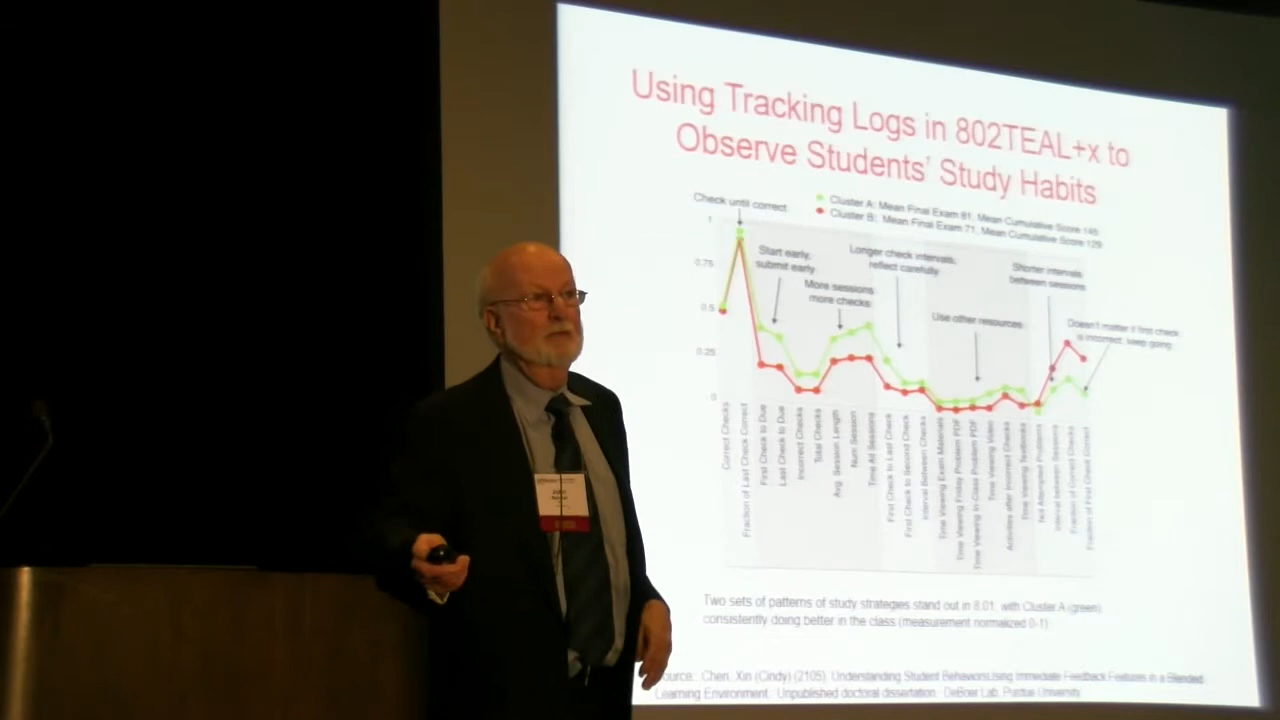 Using Tracking Logs in 802TEAL+x to
Observe Students' Study Habits
Check until correct
Cluster A: Mean Final Exam 81, Mean Cumulative Score 145
Cluster B: Mean Final Exam 71, Mean Cumulative Score 129
1
0.75
0.5
0.25
0
Start early,
submit early
More sessions
more checks
Longer check intervals,
reflect carefully
Use other resources
Shorter intervals
between sessions
Doesn't matter if first check
is incorrect, keep going
Correct Checks
Fraction of Last Check Correct
First Check to Due
Last Check to Due
Incorrect Checks
Total Checks
Avg. Session Length
Num Session
Time All Sessions
First Check to Last Check
First Check to Second Check
Interval Between Checks
Time Viewing Exam Materials
Time Viewing Friday Problem PDF
Time Viewing In-Class Problem PDF
Time Viewing Video
Activities after Incorrect Checks
Time Viewing Textbooks
Not Attempted Problems
Interval between Sessions
Fraction of Correct Checks
Fraction of First Check Correct
Two sets of patterns of study strategies stand out in 8.01, with Cluster A (green)
consistently doing better in the class (measurement normalized 0-1)
ource: Chen, Xin (Cindy) (2105). Understanding Student BehaviorsUsing Immediate Feedback Features in a Blended
Learning Environment. Unpublished doctoral dissertation. DeBoer Lab, Purdue University
John